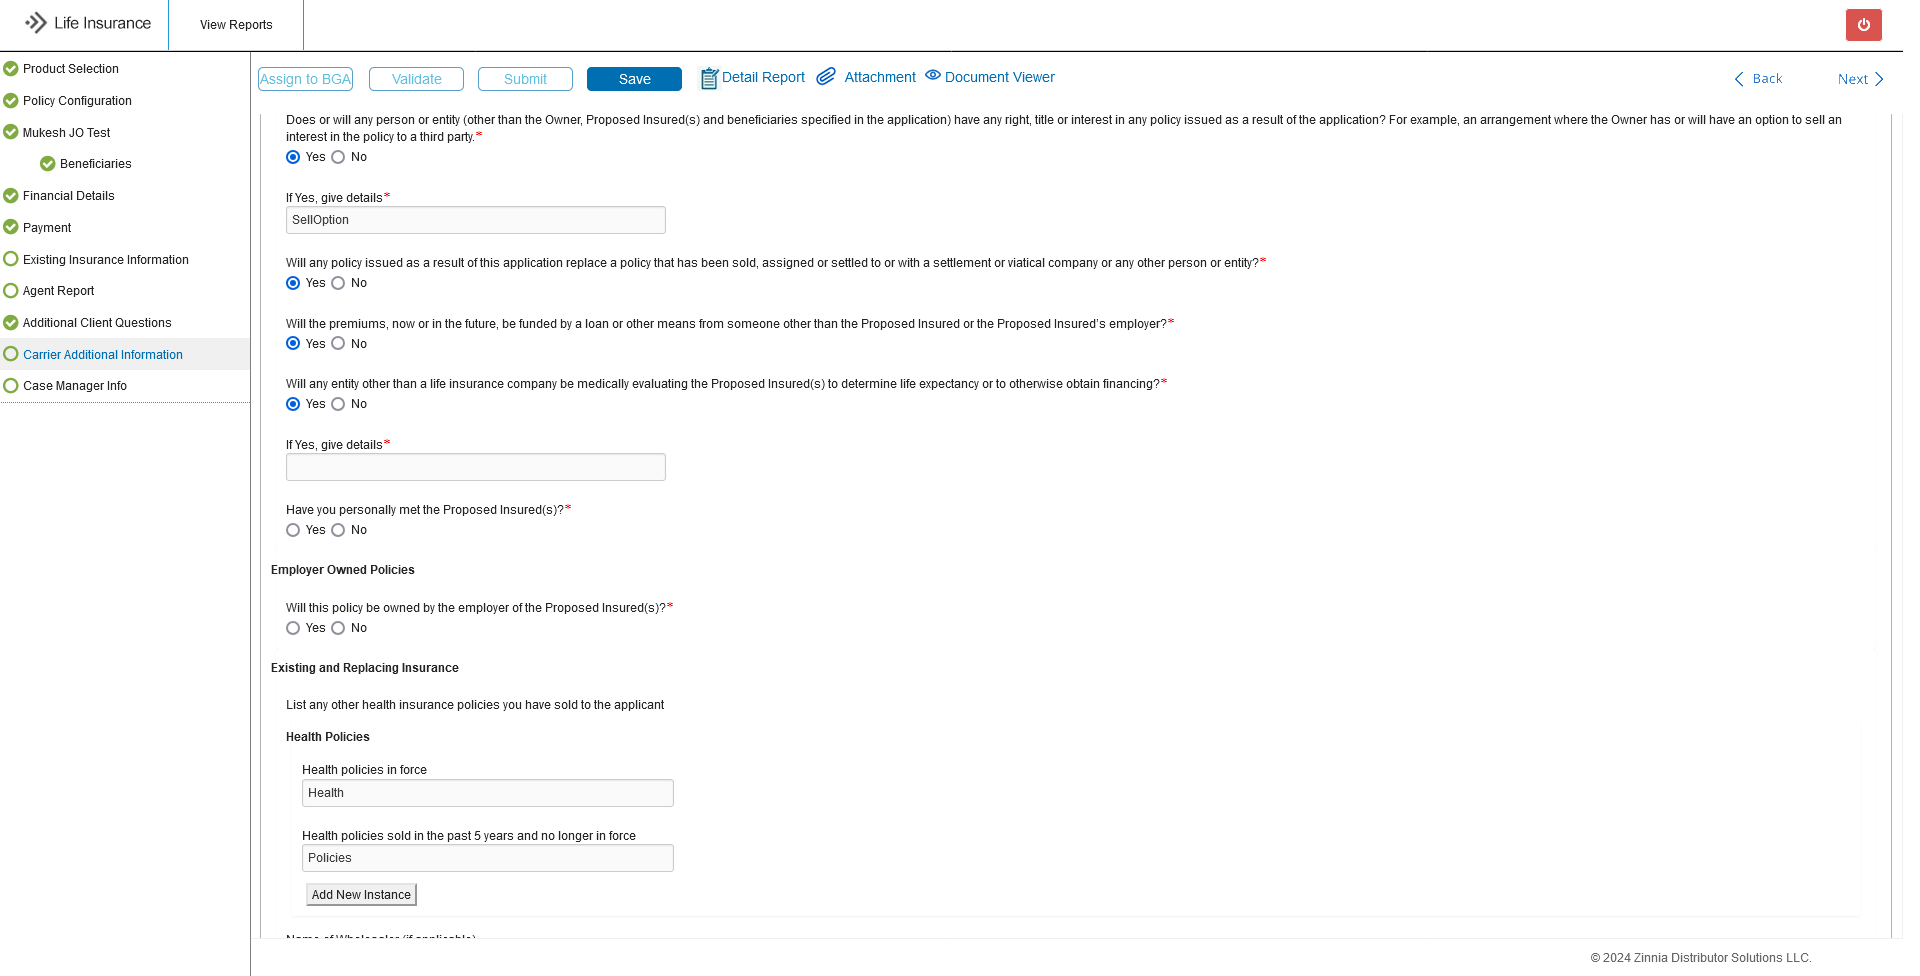 Life Insurance
View Reports
Product Selection
Policy Configuration
Mukesh JO Test
Beneficiaries
Financial Details
Payment
Existing Insurance Information
Agent Report
Additional Client Questions
Carrier Additional Information
Case Manager Info
Assign to BGA
Validate
Submit
Save
Detail Report
Attachment
Document Viewer
Back
Next
Does or will any person or entity (other than the Owner, Proposed Insured(s) and beneficiaries specified in the application) have any right, title or interest in any policy issued as a result of the application? For example, an arrangement where the Owner has or will have an option to sell an
interest in the policy to a third party.*
Yes No
If Yes, give details*
SellOption
Will any policy issued as a result of this application replace a policy that has been sold, assigned or settled to or with a settlement or viatical company or any other person or entity?*
Yes No
Will the premiums, now or in the future, be funded by a loan or other means from someone other than the Proposed Insured or the Proposed Insured's employer?*
Yes No
Will any entity other than a life insurance company be medically evaluating the Proposed Insured(s) to determine life expectancy or to otherwise obtain financing?*
Yes No
If Yes, give details*
Have you personally met the Proposed Insured(s)?*
Yes No
Employer Owned Policies
Will this policy be owned by the employer of the Proposed Insured(s)?*
Yes No
Existing and Replacing Insurance
List any other health insurance policies you have sold to the applicant
Health Policies
Health policies in force
Health
Health policies sold in the past 5 years and no longer in force
Policies
Add New Instance
Name of Wholesaler (if applicable)
© 2024 Zinnia Distributor Solutions LLC.